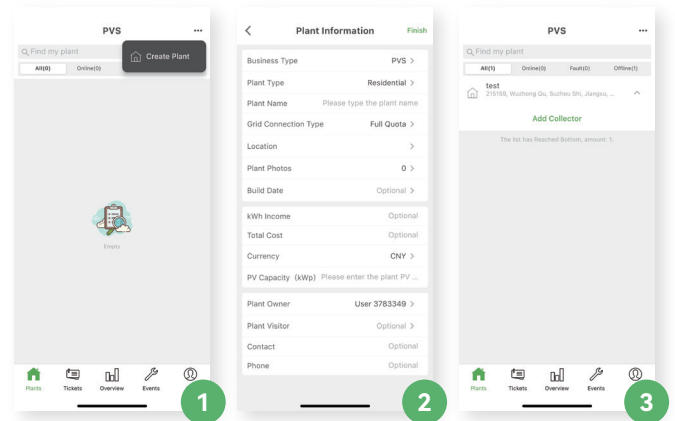 PVS
Find my plant
Create Plant
All(0)
Online(0)
Empty
Plants
Tickets
Overview
Events
1
Plant Information
Finish
Business Type
PVS
Plant Type
Residential
Plant Name
Please type the plant name
Grid Connection Type
Full Quota
Location
Plant Photos
0
Build Date
Optional
kWh Income
Optional
Total Cost
Optional
Currency
CNY
PV Capacity (kWp)
Please enter the plant PV ...
Plant Owner
User 3783349
Plant Visitor
Optional
Contact
Optional
Phone
Optional
2
PVS
Find my plant
All(1)
Online(0)
Fault(0)
Offline(1)
test
215168, Wuzhong Qu, Suzhou Shi, Jiangsu, ...
Add Collector
The list has Reached Bottom, amount: 1.
Plants
Tickets
Overview
Events
3